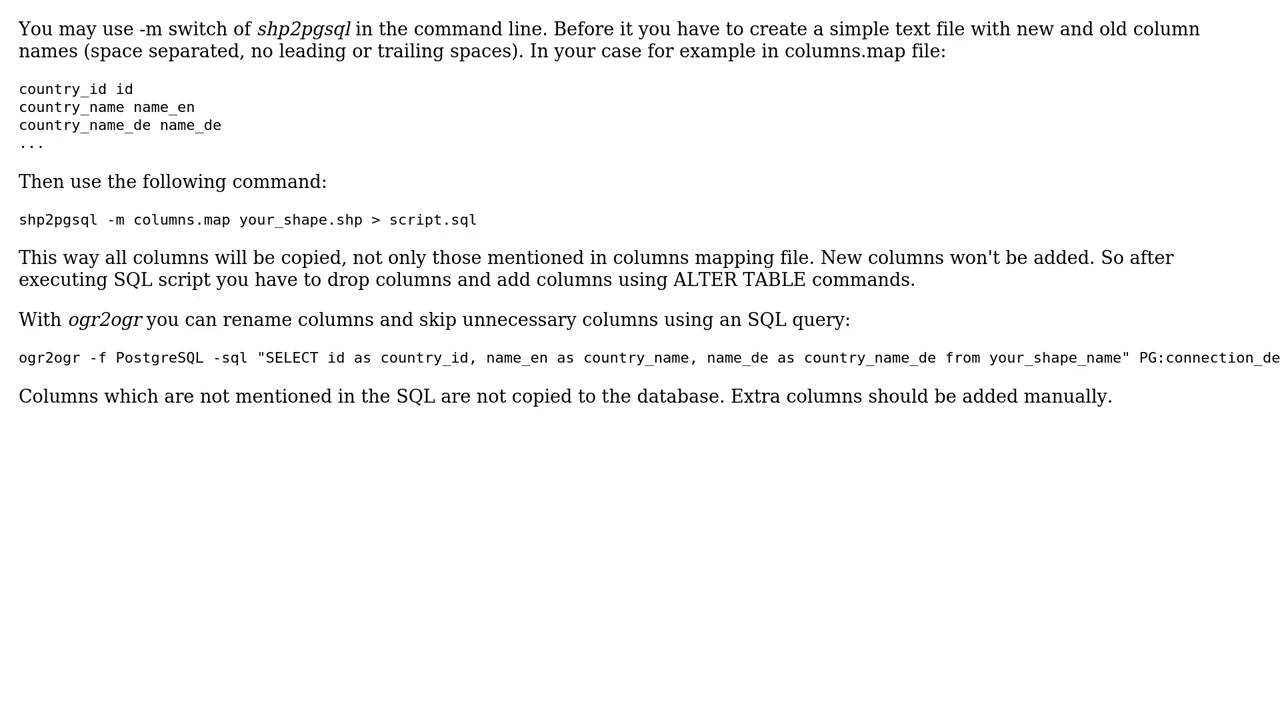 You may use -m switch of shp2pgsql in the command line. Before it you have to create a simple text file with new and old column
names (space separated, no leading or trailing spaces). In your case for example in columns.map file:
country_id id
country_name name_en
country_name_de name_de
...
Then use the following command:
shp2pgsql -m columns.map your_shape.shp > script.sql
This way all columns will be copied, not only those mentioned in columns mapping file. New columns won't be added. So after
executing SQL script you have to drop columns and add columns using ALTER TABLE commands.
With ogr2ogr you can rename columns and skip unnecessary columns using an SQL query:
ogr2ogr -f PostgreSQL -sql "SELECT id as country_id, name_en as country_name, name_de as country_name_de from your_shape_name" PG:connection_de
Columns which are not mentioned in the SQL are not copied to the database. Extra columns should be added manually.